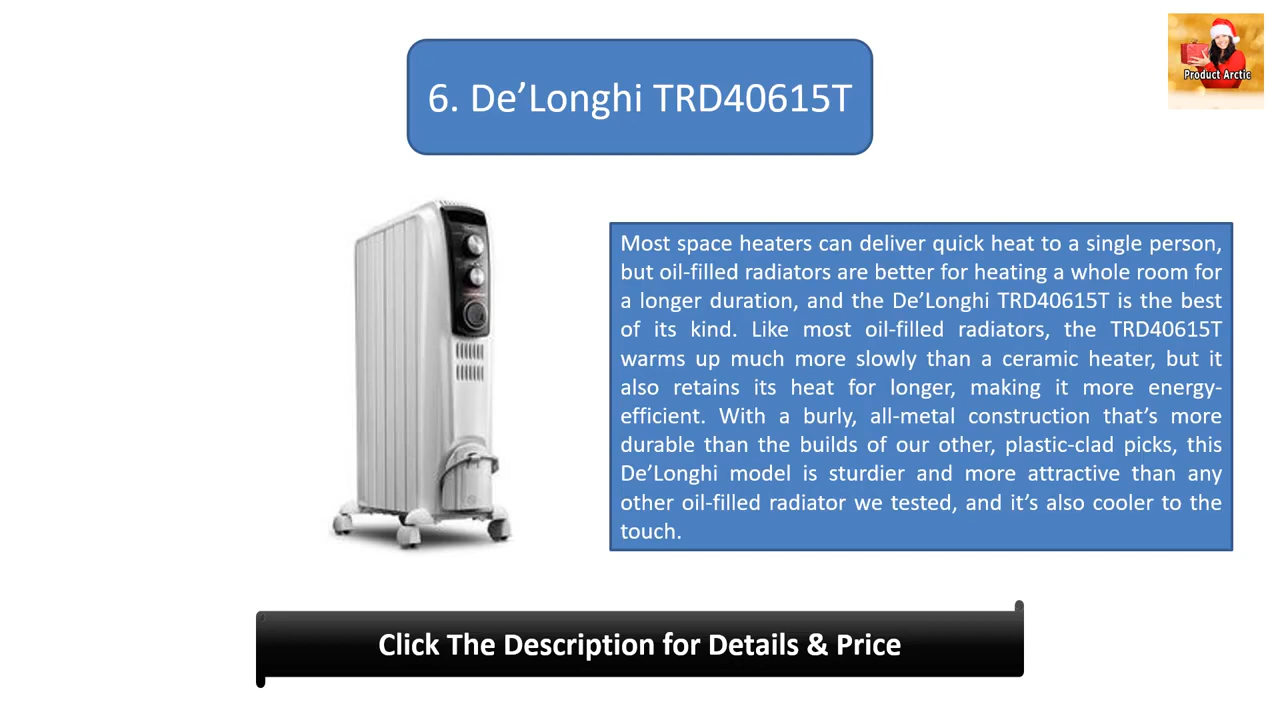 Product Arctic
6. De’Longhi TRD40615T
Most space heaters can deliver quick heat to a single person,
but oil-filled radiators are better for heating a whole room for
a longer duration, and the De’Longhi TRD40615T is the best
of its kind. Like most oil-filled radiators, the TRD40615T
warms up much more slowly than a ceramic heater, but it
also retains its heat for longer, making it more energy-
efficient. With a burly, all-metal construction that’s more
durable than the builds of our other, plastic-clad picks, this
De’Longhi model is sturdier and more attractive than any
other oil-filled radiator we tested, and it’s also cooler to the
touch.
Click The Description for Details & Price